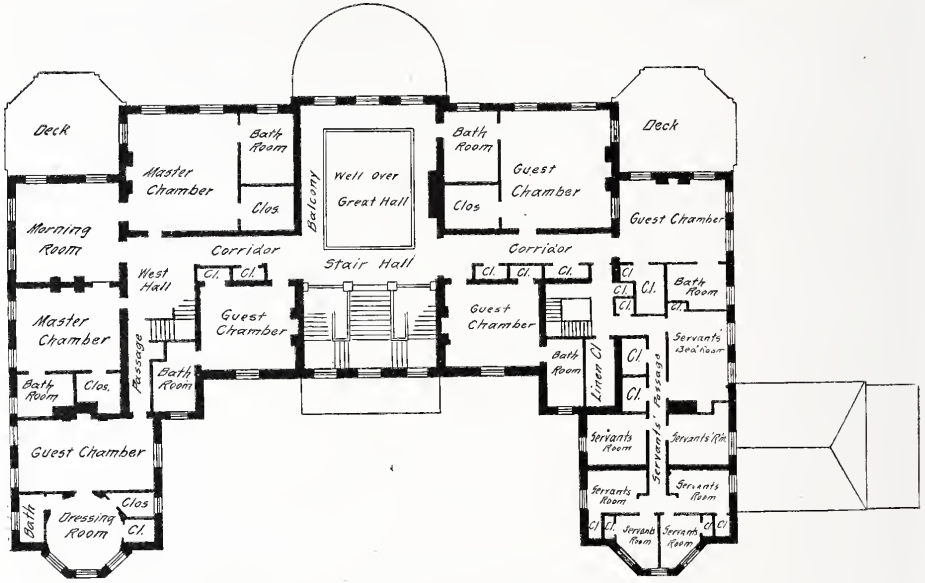 Deck
Master
Chamber
Bath
Room
Clos.
Balcony
Well Over
Great Hall
Bath
Room
Clos
Guest
Chamber
Deck
Morning
Room
Corridor
Stair Hall
Corridor
Guest Chamber
West
Hall
Cl.
Cl.
Guest
Chamber
Cl.
Cl.
Cl.
Guest
Chamber
Cl
Cl
Cl
Cl.
Bath
Room
Cl.
Master
Chamber
Bath
Room
Clos.
Passage
Bath
Room
Bath
Room
Linen Cl
Cl.
Cl.
Servants' Passage
Servants'
Bed Room
Guest Chamber
Servants
Room
Servants' Rm.
Bath
Dressing
Room
Clos
Cl.
Servants
Room
Servants
Room
Cl
Cl.
Servants
Room
Servants
Room
Cl
Cl